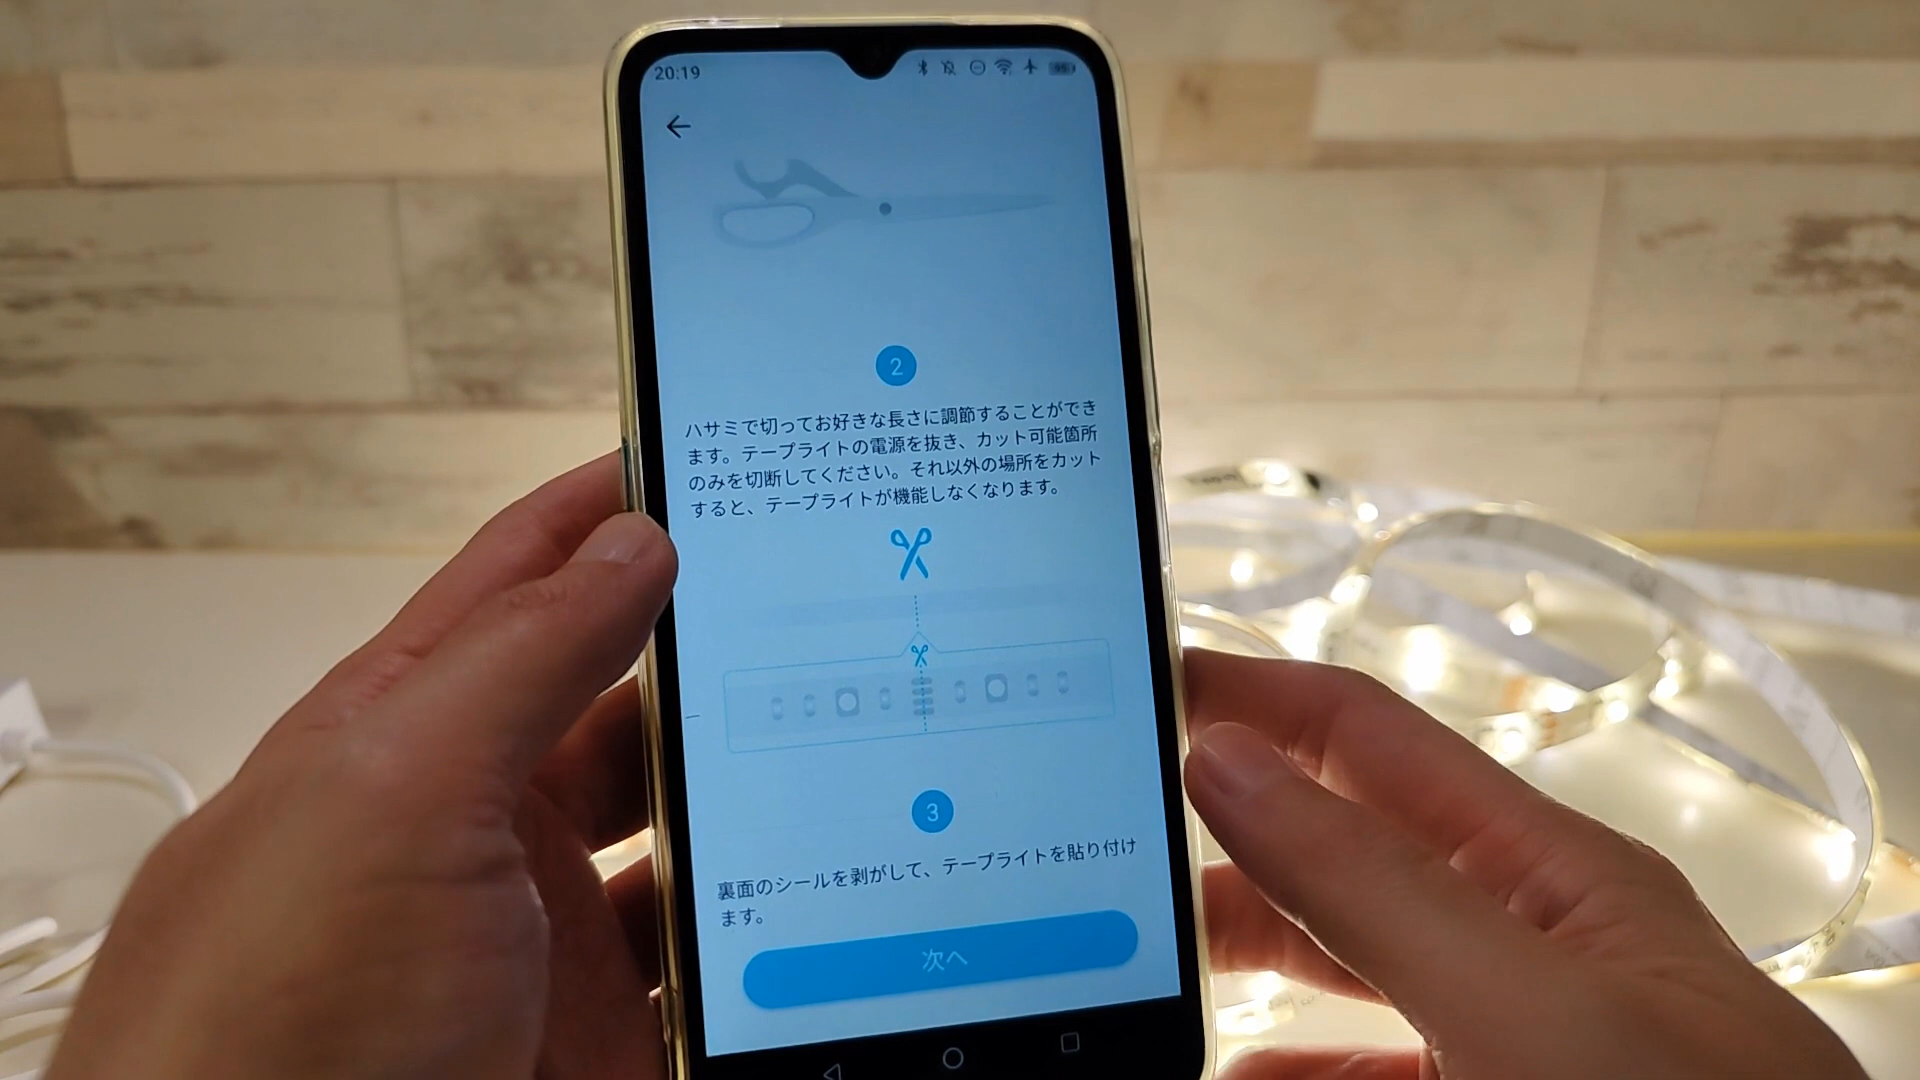 20:19
2
ハサミで切ってお好きな長さに調節することができ
ます。テープライトの電源を抜き、カット可能箇所
のみを切断してください。それ以外の場所をカット
すると、テープライトが機能しなくなります。
3
裏面のシールを剥がして、テープライトを貼り付け
ます。
次へ